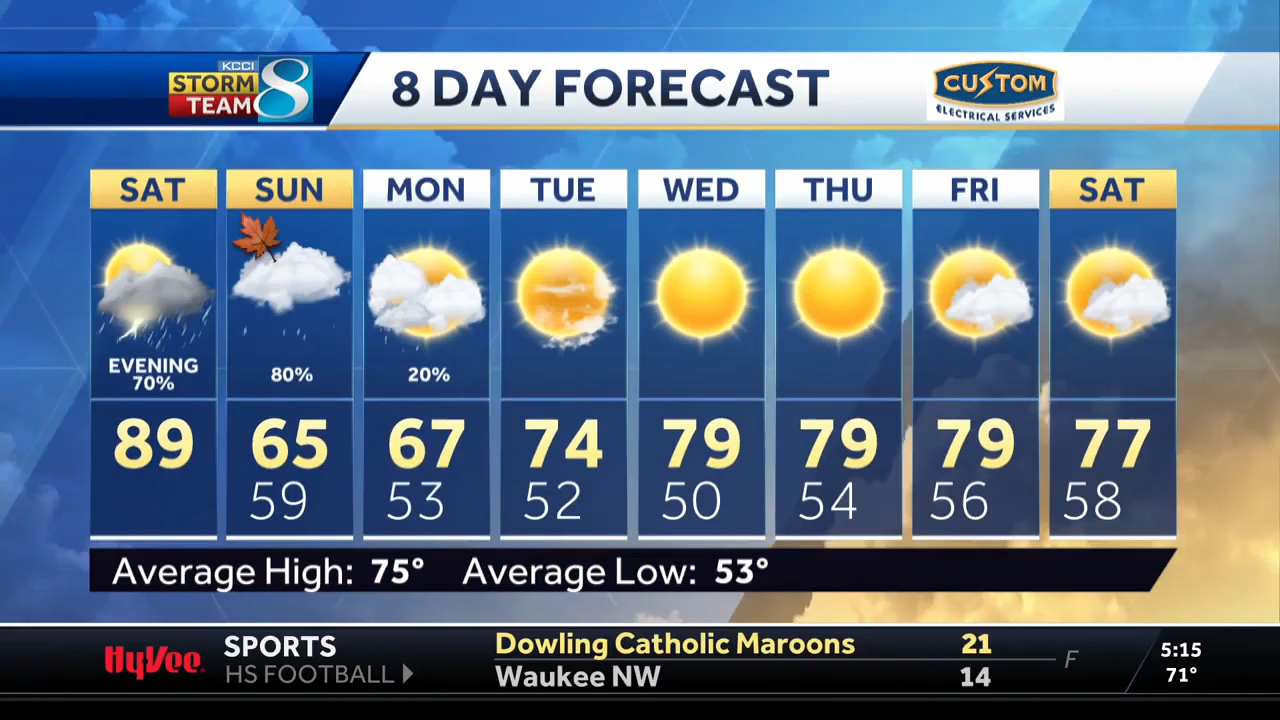 KCCI
STORM
TEAM 8
8 DAY FORECAST
CUSTOM
ELECTRICAL SERVICES
SAT SUN MON TUE WED THU FRI SAT
EVENING
70% 80% 20%
89 65 67 74 79 79 79 77
59 53 52 50 54 56 58
Average High: 75° Average Low: 53°
HyVee SPORTS Dowling Catholic Maroons 21
HS FOOTBALL Waukee NW 14
F
5:15
71°